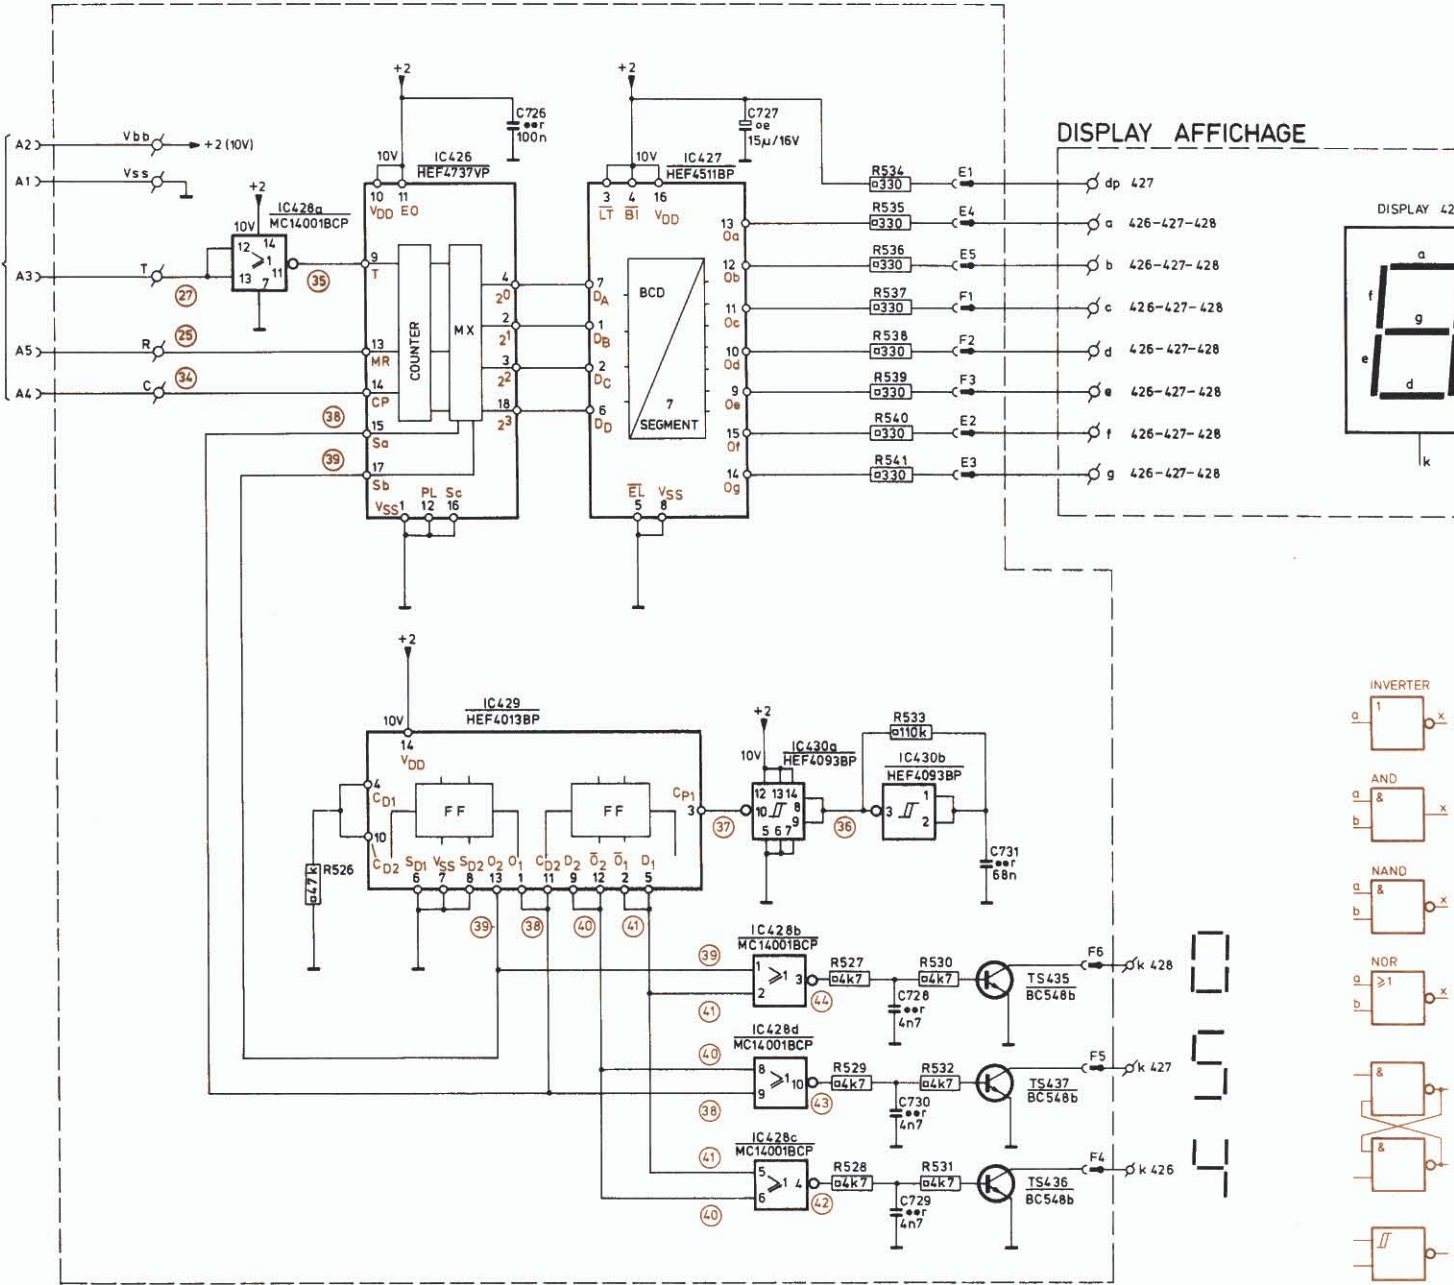 DISPLAY AFFICHAGE
+2
+2
C726
100n
C727
oe
15µ/16V
A2
Vbb
+2 (10V)
A1
Vss
+2
IC428a
MC14001BCP
10V
12 14
≥1
13 11
7
A3
T
27
35
A5
R
25
A4
C
34
38
39
10V
IC426
HEF4737VP
10 11
VDD EO
9
T
13
MR
14
CP
15
Sa
17
Sb
COUNTER
MX
4
2⁰
2
2¹
3
2²
18
2³
PL Sc
VSS 1 12 16
10V
IC427
HEF4511BP
3 4 16
LT BI VDD
7
DA
1
DB
2
DC
6
DD
BCD
7
SEGMENT
13
Oa
12
Ob
11
Oc
10
Od
9
Oe
15
Of
14
Og
EL VSS
5 8
R534
330
E1
dp 427
R535
330
E4
a 426-427-428
R536
330
E5
b 426-427-428
R537
330
F1
c 426-427-428
R538
330
F2
d 426-427-428
R539
330
F3
e 426-427-428
R540
330
E2
f 426-427-428
R541
330
E3
g 426-427-428
DISPLAY 42
a
f
g
e
d
k
+2
10V
IC429
HEF4013BP
14
VDD
4
CD1
10
CD2
R526
47k
FF
FF
CP1
3
SD1 VSS SD2 O2 O1 CD2 D2 O2 O1 D1
6 7 8 13 1 11 9 12 2 5
39
38
40
41
37
+2
10V
IC430a
HEF4093BP
12 13 14
10
8
9
5 6 7
36
R533
110k
IC430b
HEF4093BP
3
1
2
C731
68n
39
41
IC428b
MC14001BCP
1
≥1 3
2
44
R527
4k7
R530
4k7
C728
4n7
TS435
BC548b
F6
k 428
40
38
IC428d
MC14001BCP
8
≥1 10
9
43
R529
4k7
R532
4k7
C730
4n7
TS437
BC548b
F5
k 427
41
40
IC428c
MC14001BCP
5
≥1 4
6
42
R528
4k7
R531
4k7
C729
4n7
TS436
BC548b
F4
k 426
0
5
4
INVERTER
a
1
x
AND
a
&
b
x
NAND
a
&
b
x
NOR
a
≥1
b
x
&
&